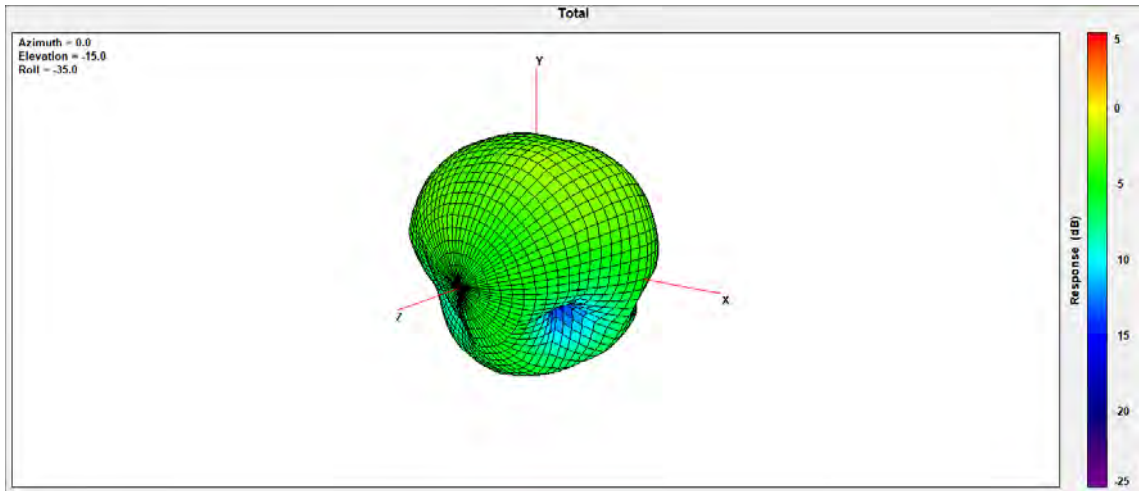 Total
Azimuth = 0.0
Elevation = -15.0
Roll = -35.0
Y
X
Z
5
0
-5
-10
-15
-20
-25
Response (dB)